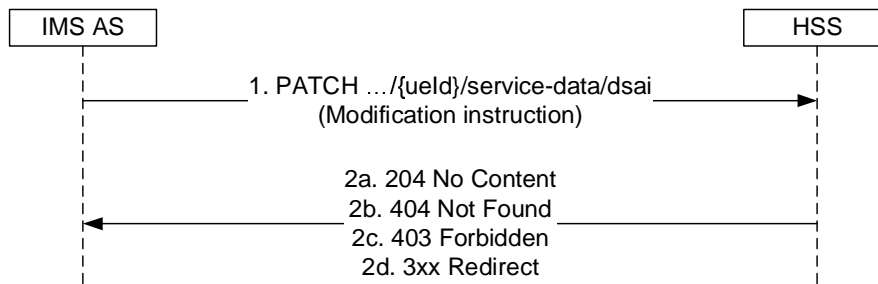 IMS AS
HSS
1. PATCH …/{ueId}/service-data/dsai
(Modification instruction)
2a. 204 No Content
2b. 404 Not Found
2c. 403 Forbidden
2d. 3xx Redirect